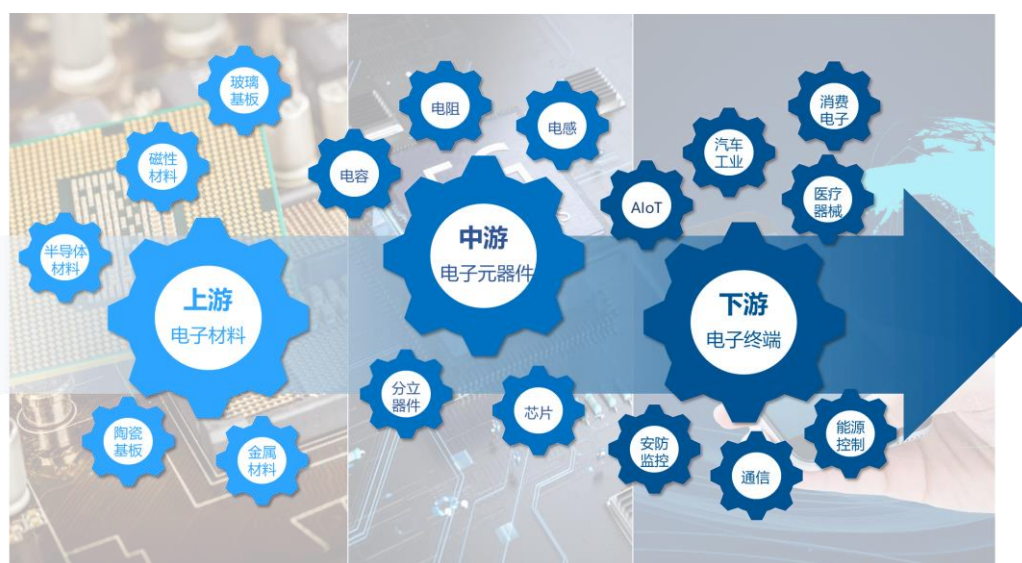 玻璃
基板
磁性
材料
半导体
材料
上游
电子材料
陶瓷
基板
金属
材料
电阻
电感
电容
中游
电子元器件
分立
器件
芯片
消费
电子
汽车
工业
AIoT
医疗
器械
下游
电子终端
安防
监控
通信
能源
控制